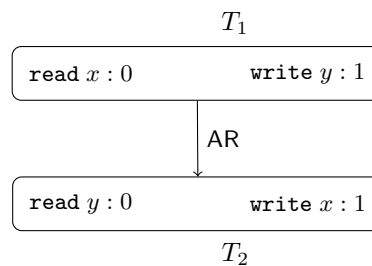 T₁
read x : 0 write y : 1
AR
read y : 0 write x : 1
T₂